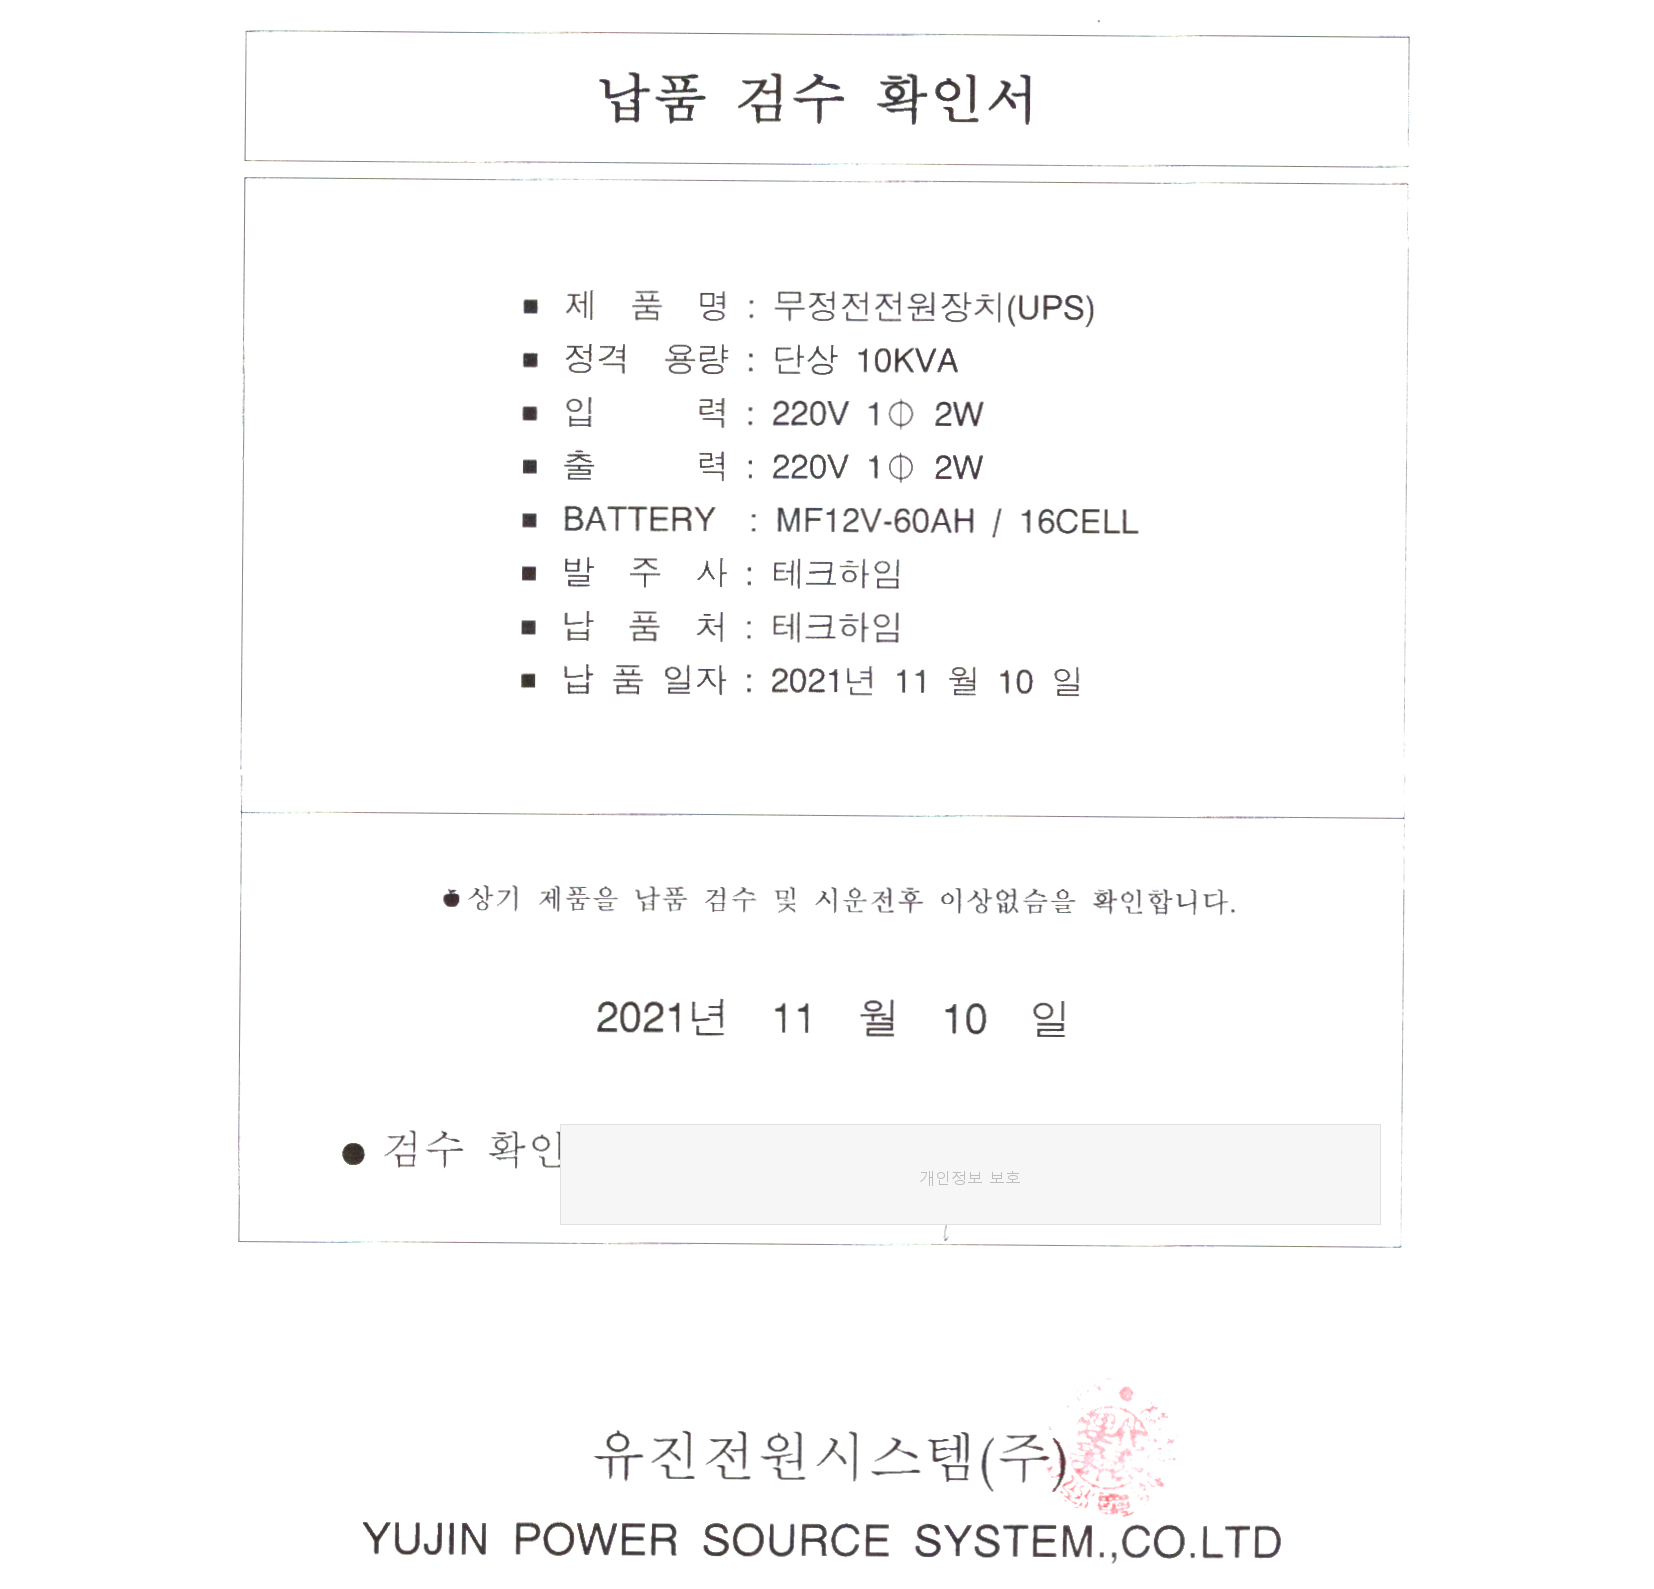 납품 검수 확인서
■ 제 품 명 : 무정전전원장치(UPS)
■ 정격 용량 : 단상 10KVA
■ 입 력 : 220V 1⏀ 2W
■ 출 력 : 220V 1⏀ 2W
■ BATTERY : MF12V-60AH / 16CELL
■ 발 주 사 : 테크하임
■ 납 품 처 : 테크하임
■ 납 품 일자 : 2021년 11 월 10 일
상기 제품을 납품 검수 및 시운전후 이상없슴을 확인합니다.
2021년 11 월 10 일
● 검수 확인
개인정보 보호
유진전원시스템(주)
YUJIN POWER SOURCE SYSTEM.,CO.LTD